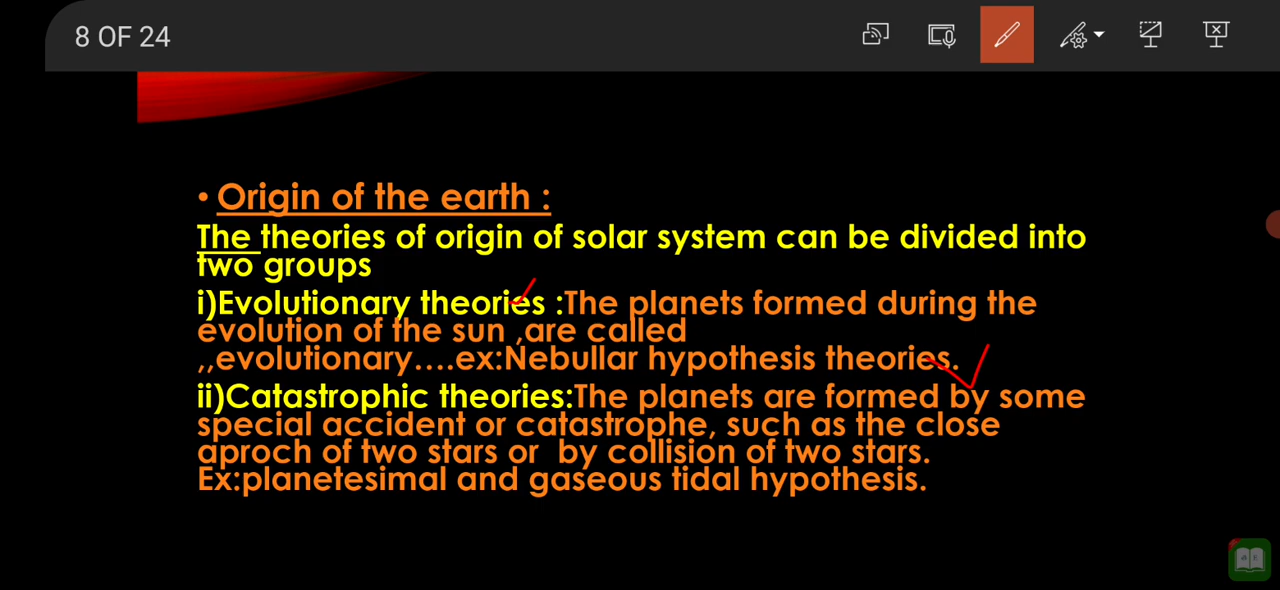 8 OF 24
• Origin of the earth :
The theories of origin of solar system can be divided into
two groups
i)Evolutionary theories :The planets formed during the
evolution of the sun ,are called
,,evolutionary....ex:Nebullar hypothesis theories.
ii)Catastrophic theories:The planets are formed by some
special accident or catastrophe, such as the close
aproch of two stars or by collision of two stars.
Ex:planetesimal and gaseous tidal hypothesis.